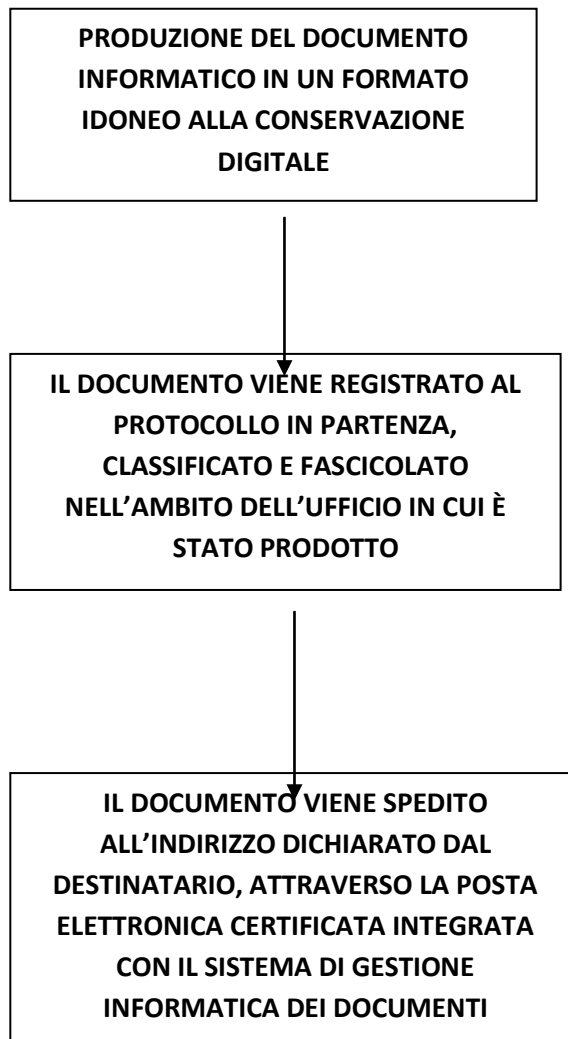 PRODUZIONE DEL DOCUMENTO
INFORMATICO IN UN FORMATO
IDONEO ALLA CONSERVAZIONE
DIGITALE
IL DOCUMENTO VIENE REGISTRATO AL
PROTOCOLLO IN PARTENZA,
CLASSIFICATO E FASCICOLATO
NELL’AMBITO DELL’UFFICIO IN CUI È
STATO PRODOTTO
IL DOCUMENTO VIENE SPEDITO
ALL’INDIRIZZO DICHIARATO DAL
DESTINATARIO, ATTRAVERSO LA POSTA
ELETTRONICA CERTIFICATA INTEGRATA
CON IL SISTEMA DI GESTIONE
INFORMATICA DEI DOCUMENTI